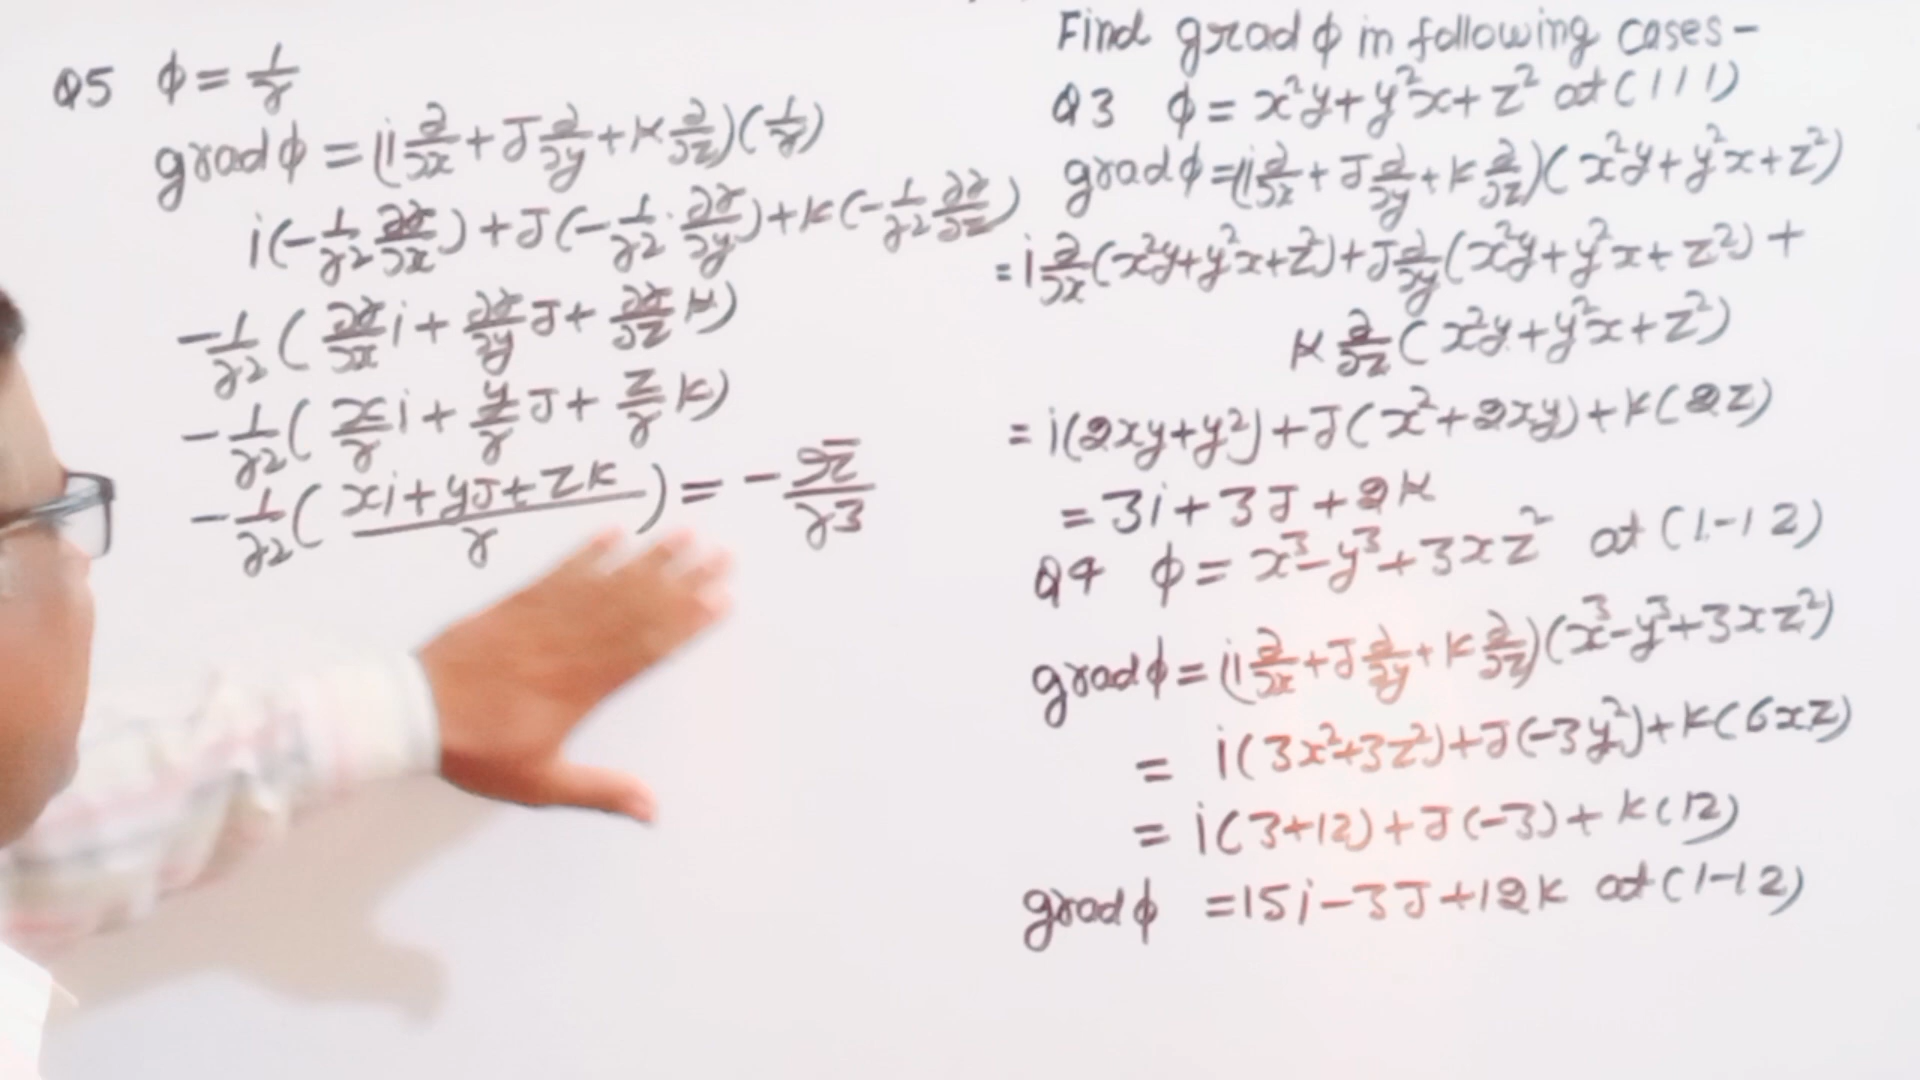 Find grad ϕ in following cases -
Q3 ϕ = x²y + y²x + z² at (1 1 1)
grad ϕ = (i ∂/∂x + J ∂/∂y + K ∂/∂z)(x²y + y²x + z²)
= i ∂/∂x (x²y + y²x + z²) + J ∂/∂y (x²y + y²x + z²) +
K ∂/∂z (x²y + y²x + z²)
= i(2xy + y²) + J(x² + 2xy) + K(2z)
= 3i + 3J + 2K
Q4 ϕ = x³ - y³ + 3xz² at (1 -1 2)
grad ϕ = (i ∂/∂x + J ∂/∂y + K ∂/∂z)(x³ - y³ + 3xz²)
= i(3x² + 3z²) + J(-3y²) + K(6xz)
= i(3+12) + J(-3) + K(12)
grad ϕ = 15i - 3J + 12K at (1 -1 2)
Q5 ϕ = 1/r
grad ϕ = (i ∂/∂x + J ∂/∂y + K ∂/∂z)(1/r)
i(-1/r² ∂r/∂x) + J(-1/r² · ∂r/∂y) + K(-1/r² ∂r/∂z)
-1/r² (∂r/∂x i + ∂r/∂y J + ∂r/∂z K)
-1/r² (x/r i + y/r J + z/r K)
-1/r² ((xi + yJ + zK)/r) = - r̄/r³